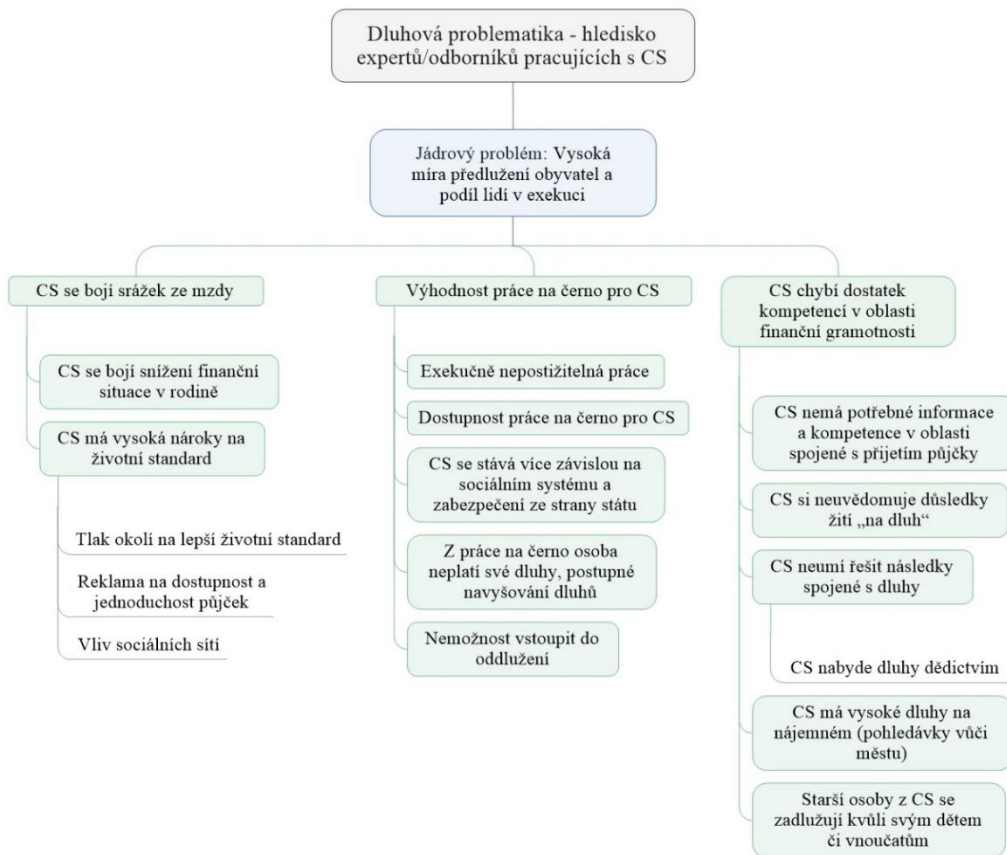 Dluhová problematika - hledisko
expertů/odborníků pracujících s CS
Jádrový problém: Vysoká
míra předlužení obyvatel a
podíl lidí v exekuci
CS se bojí srážek ze mzdy
CS se bojí snížení finanční
situace v rodině
CS má vysoká nároky na
životní standard
Tlak okolí na lepší životní standard
Reklama na dostupnost a
jednoduchost půjček
Vliv sociálních sítí
Výhodnost práce na černo pro CS
Exekučně nepostižitelná práce
Dostupnost práce na černo pro CS
CS se stává více závislou na
sociálním systému a
zabezpečení ze strany státu
Z práce na černo osoba
neplatí své dluhy, postupné
navyšování dluhů
Nemožnost vstoupit do
oddlužení
CS chybí dostatek
kompetencí v oblasti
finanční gramotnosti
CS nemá potřebné informace
a kompetence v oblasti
spojené s přijetím půjčky
CS si neuvědomuje důsledky
žití „na dluh“
CS neumí řešit následky
spojené s dluhy
CS nabyde dluhy dědictvím
CS má vysoké dluhy na
nájemném (pohledávky vůči
městu)
Starší osoby z CS se
zadlužují kvůli svým dětem
či vnoučatům